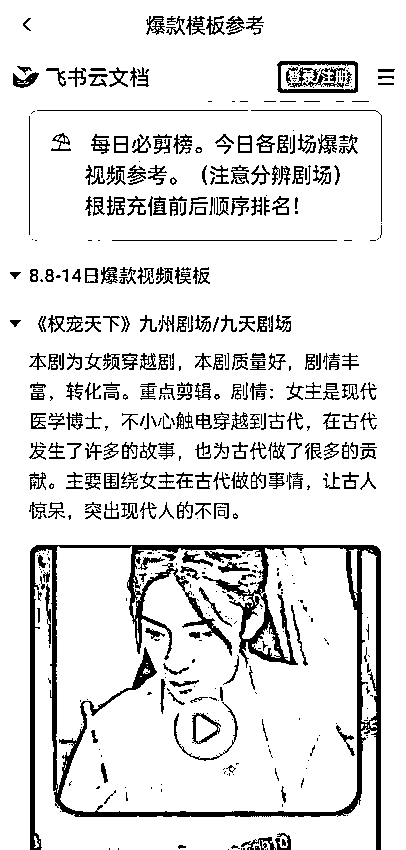 爆款模板参考
飞书云文档
登录/注册
每日必剪榜。今日各剧场爆款
视频参考。（注意分辨剧场）
根据充值前后顺序排名！
8.8-14日爆款视频模板
《权宠天下》九州剧场/九天剧场
本剧为女频穿越剧，本剧质量好，剧情丰
富，转化高。重点剪辑。剧情：女主是现代
医学博士，不小心触电穿越到古代，在古代
发生了许多的故事，也为古代做了很多的贡
献。主要围绕女主在古代做的事情，让古人
惊呆，突出现代人的不同。